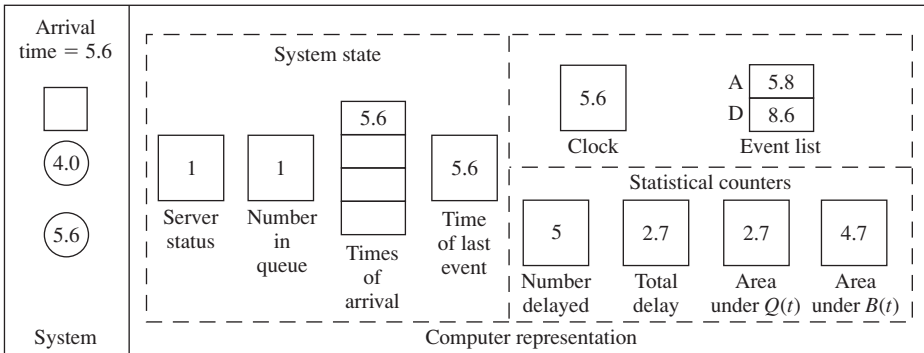 Arrival
time = 5.6
4.0
5.6
System
System state
1
Server
status
1
Number
in
queue
5.6
Times
of
arrival
5.6
Time
of last
event
5.6
Clock
A
5.8
D
8.6
Event list
Statistical counters
5
Number
delayed
2.7
Total
delay
2.7
Area
under Q(t)
4.7
Area
under B(t)
Computer representation